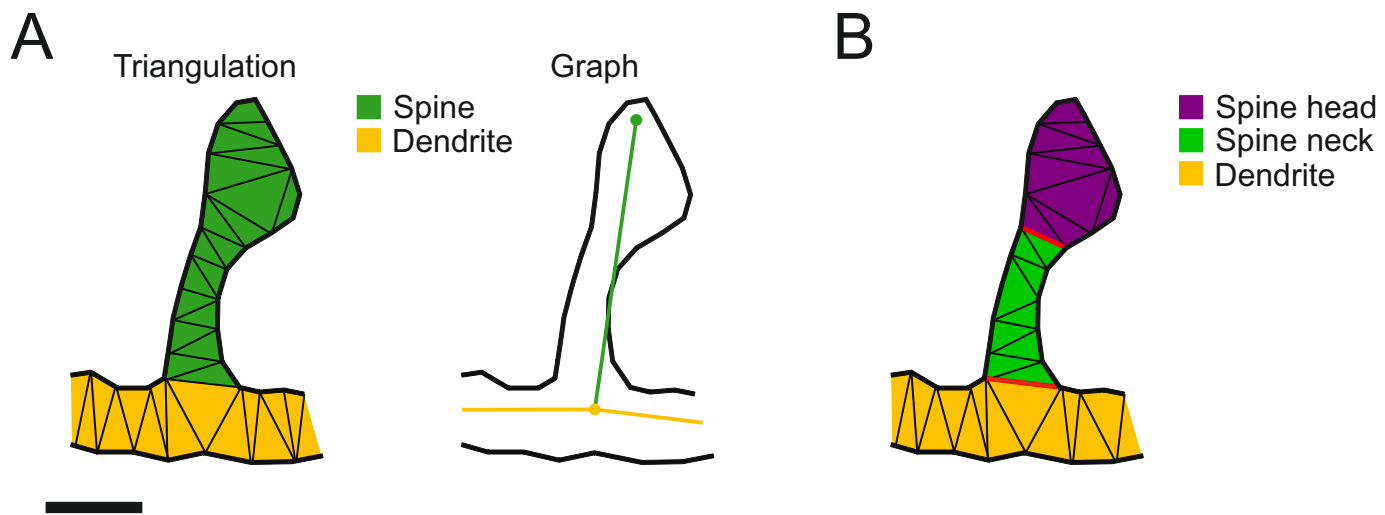 A
Triangulation
Graph
Spine
Dendrite
B
Spine head
Spine neck
Dendrite